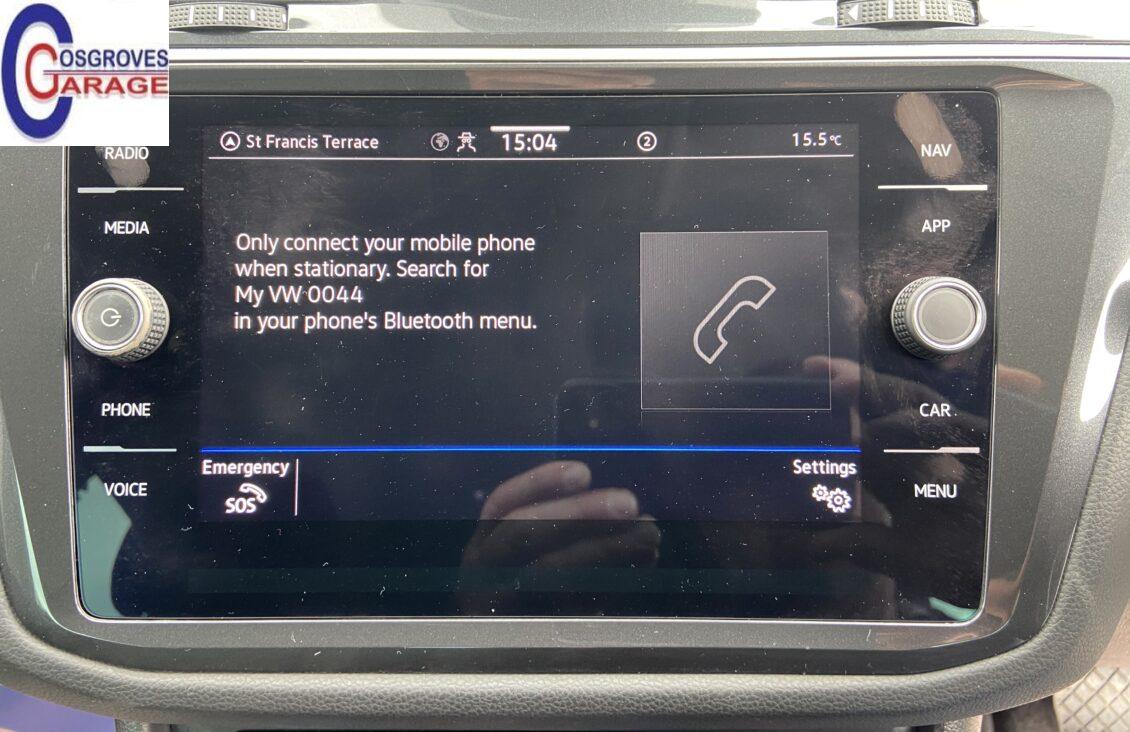 COSGROVES
GARAGE
RADIO
MEDIA
PHONE
VOICE
St Francis Terrace
15:04
2
15.5°C
Only connect your mobile phone
when stationary. Search for
My VW 0044
in your phone's Bluetooth menu.
Emergency
SOS
Settings
NAV
APP
CAR
MENU